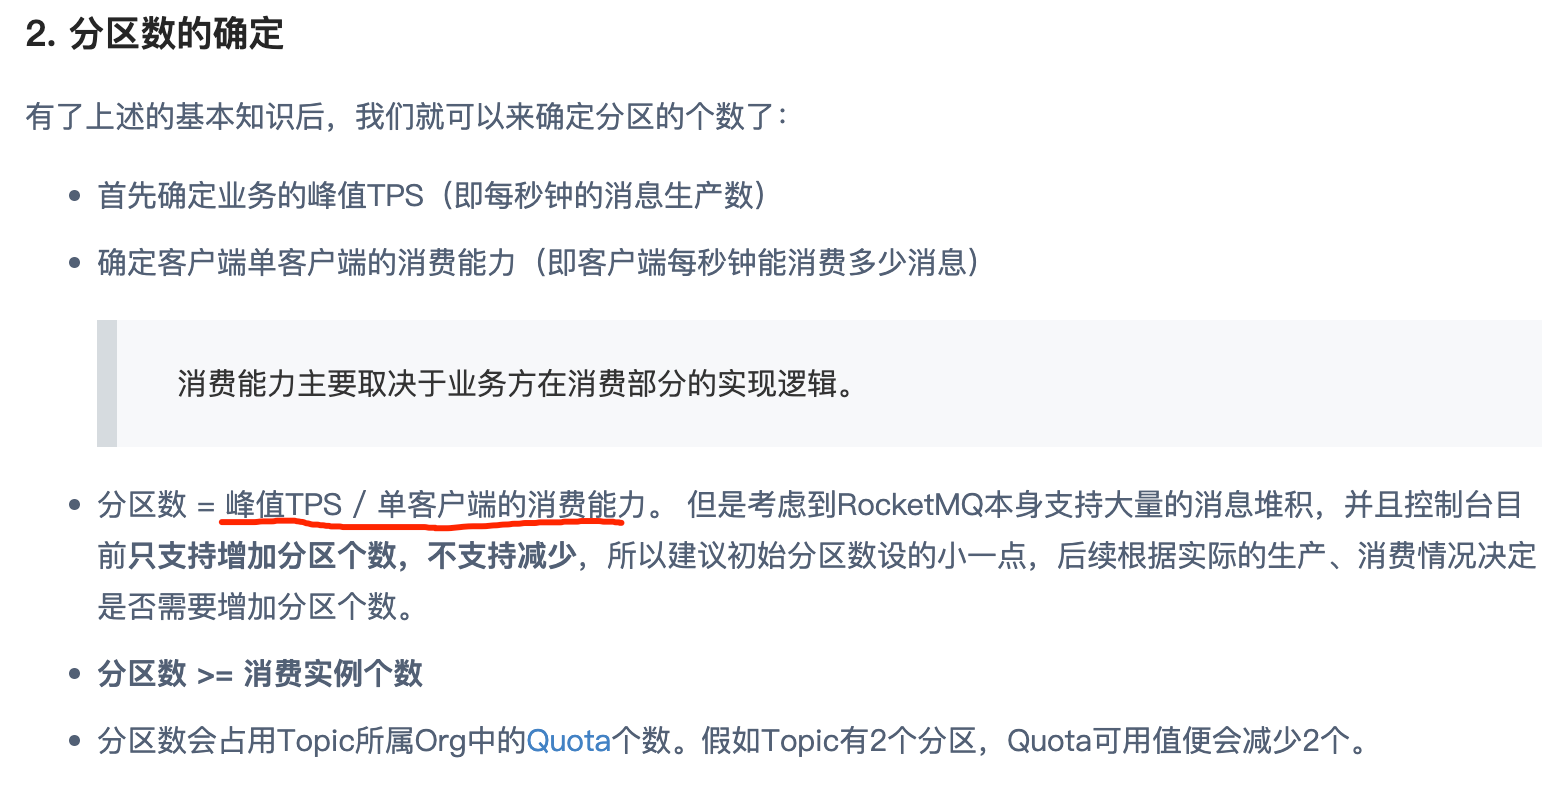 2. 分区数的确定
有了上述的基本知识后，我们就可以来确定分区的个数了：
首先确定业务的峰值TPS（即每秒钟的消息生产数）
确定客户端单客户端的消费能力（即客户端每秒钟能消费多少消息）
消费能力主要取决于业务方在消费部分的实现逻辑。
分区数 = 峰值TPS / 单客户端的消费能力。 但是考虑到RocketMQ本身支持大量的消息堆积，并且控制台目
前只支持增加分区个数，不支持减少，所以建议初始分区数设的小一点，后续根据实际的生产、消费情况决定
是否需要增加分区个数。
分区数 >= 消费实例个数
分区数会占用Topic所属Org中的Quota个数。假如Topic有2个分区，Quota可用值便会减少2个。